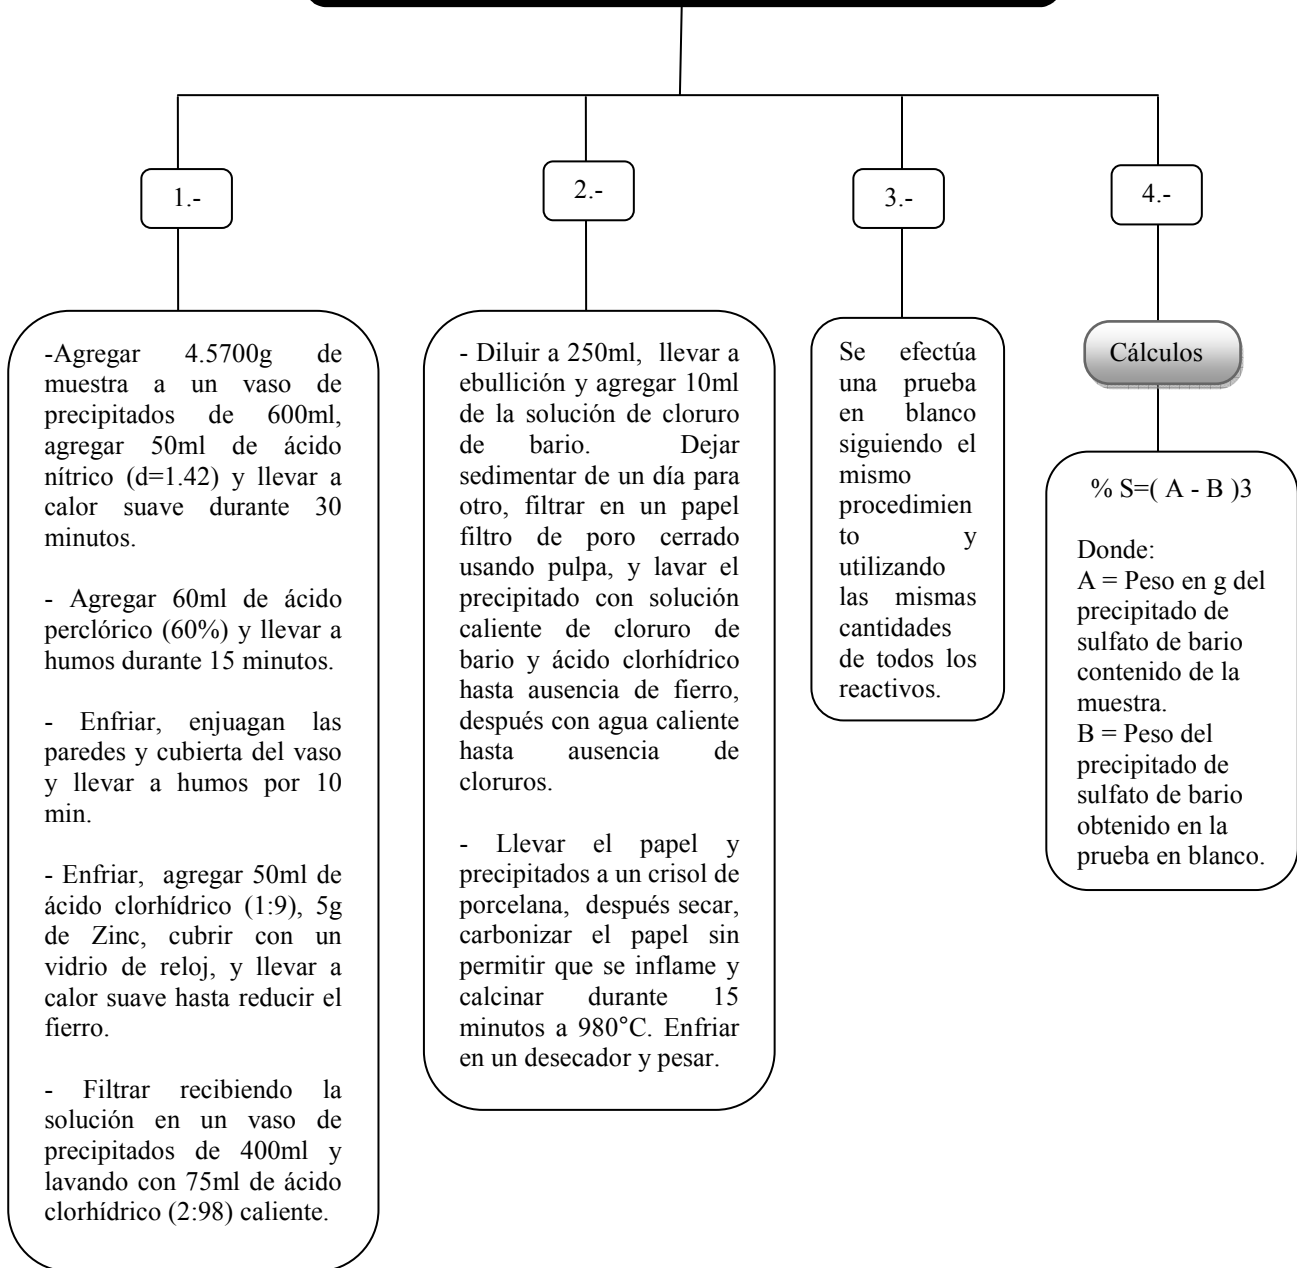 1.-
2.-
3.-
4.-
-Agregar 4.5700g de
muestra a un vaso de
precipitados de 600ml,
agregar 50ml de ácido
nítrico (d=1.42) y llevar a
calor suave durante 30
minutos.
- Agregar 60ml de ácido
perclórico (60%) y llevar a
humos durante 15 minutos.
- Enfriar, enjuagan las
paredes y cubierta del vaso
y llevar a humos por 10
min.
- Enfriar, agregar 50ml de
ácido clorhídrico (1:9), 5g
de Zinc, cubrir con un
vidrio de reloj, y llevar a
calor suave hasta reducir el
fierro.
- Filtrar recibiendo la
solución en un vaso de
precipitados de 400ml y
lavando con 75ml de ácido
clorhídrico (2:98) caliente.
- Diluir a 250ml, llevar a
ebullición y agregar 10ml
de la solución de cloruro
de bario. Dejar
sedimentar de un día para
otro, filtrar en un papel
filtro de poro cerrado
usando pulpa, y lavar el
precipitado con solución
caliente de cloruro de
bario y ácido clorhídrico
hasta ausencia de fierro,
después con agua caliente
hasta ausencia de
cloruros.
- Llevar el papel y
precipitados a un crisol de
porcelana, después secar,
carbonizar el papel sin
permitir que se inflame y
calcinar durante 15
minutos a 980°C. Enfriar
en un desecador y pesar.
Se efectúa
una prueba
en blanco
siguiendo el
mismo
procedimien
to y
utilizando
las mismas
cantidades
de todos los
reactivos.
Cálculos
% S=( A - B )3
Donde:
A = Peso en g del
precipitado de
sulfato de bario
contenido de la
muestra.
B = Peso del
precipitado de
sulfato de bario
obtenido en la
prueba en blanco.